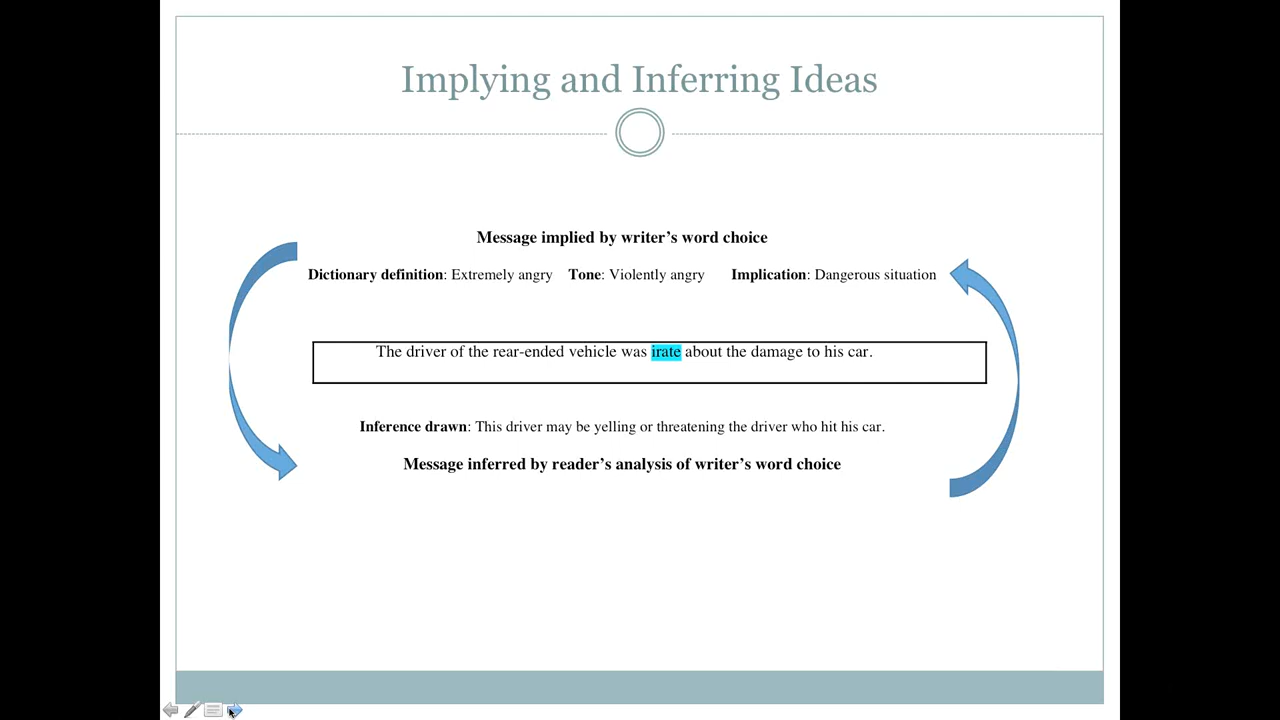 Implying and Inferring Ideas
Message implied by writer’s word choice
Dictionary definition: Extremely angry Tone: Violently angry Implication: Dangerous situation
The driver of the rear-ended vehicle was irate about the damage to his car.
Inference drawn: This driver may be yelling or threatening the driver who hit his car.
Message inferred by reader’s analysis of writer’s word choice